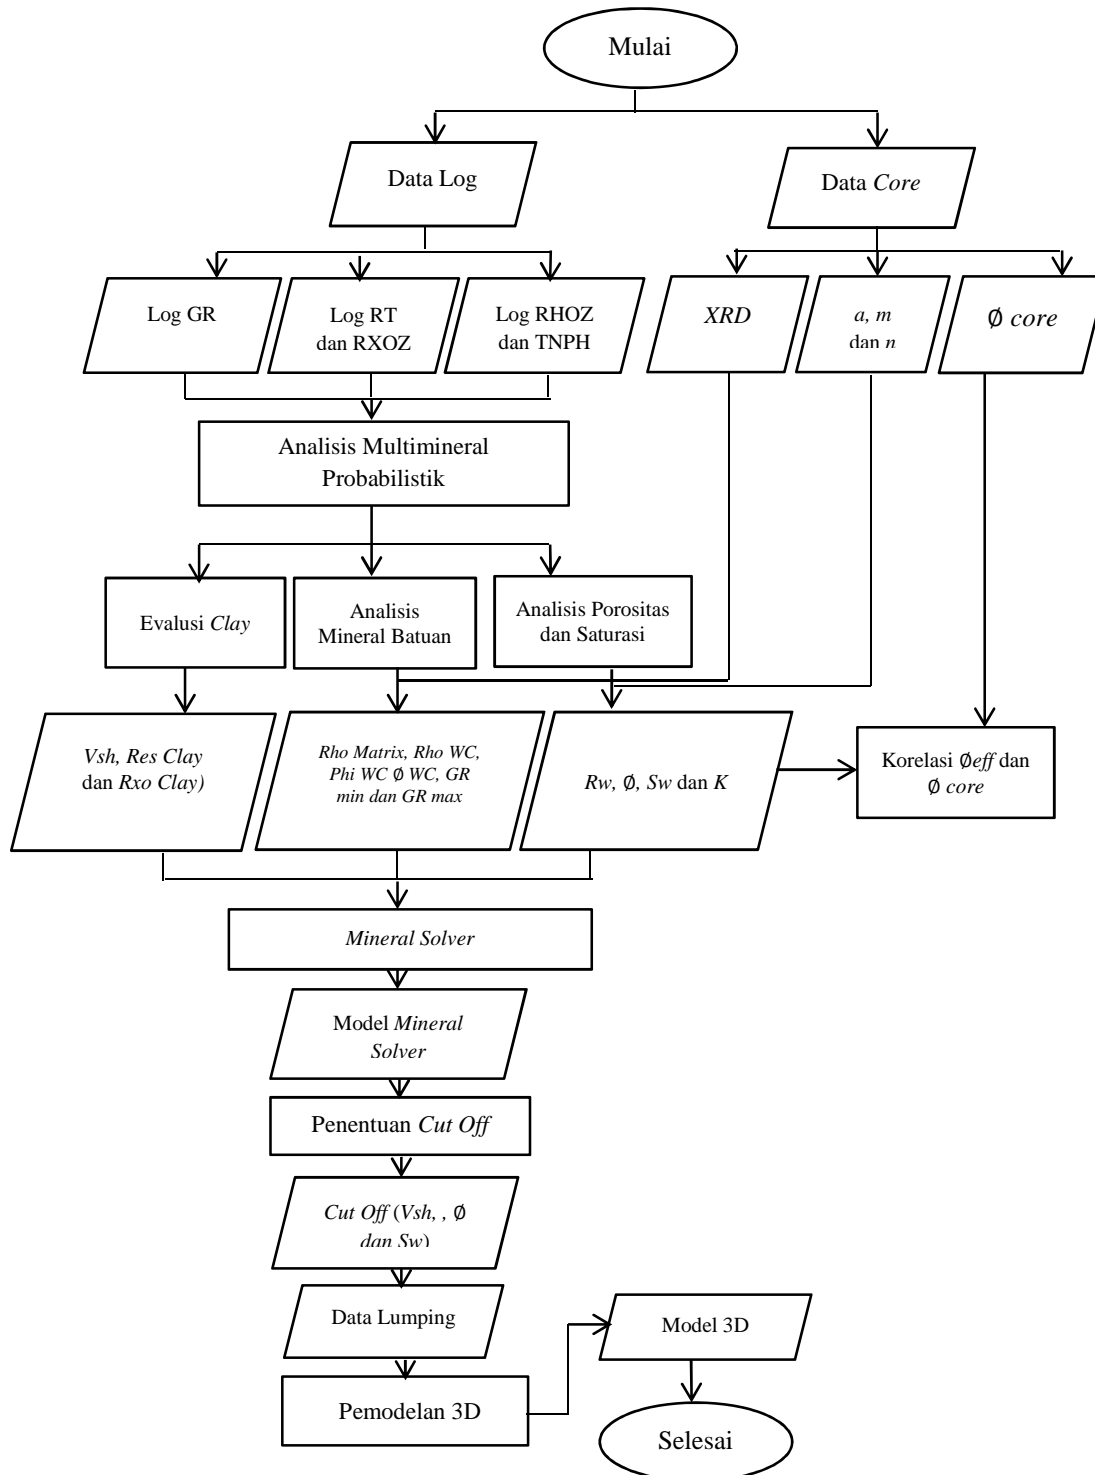 Mulai
Data Log
Data Core
Log GR
Log RT
dan RXOZ
Log RHOZ
dan TNPH
XRD
a, m
dan n
∅ core
Analisis Multimineral
Probabilistik
Evalusi Clay
Analisis
Mineral Batuan
Analisis Porositas
dan Saturasi
Vsh, Res Clay
dan Rxo Clay)
Rho Matrix, Rho WC,
Phi WC ∅ WC, GR
min dan GR max
Rw, ∅, Sw dan K
Korelasi ∅eff dan
∅ core
Mineral Solver
Model Mineral
Solver
Penentuan Cut Off
Cut Off (Vsh, , ∅
dan Sw)
Data Lumping
Model 3D
Pemodelan 3D
Selesai